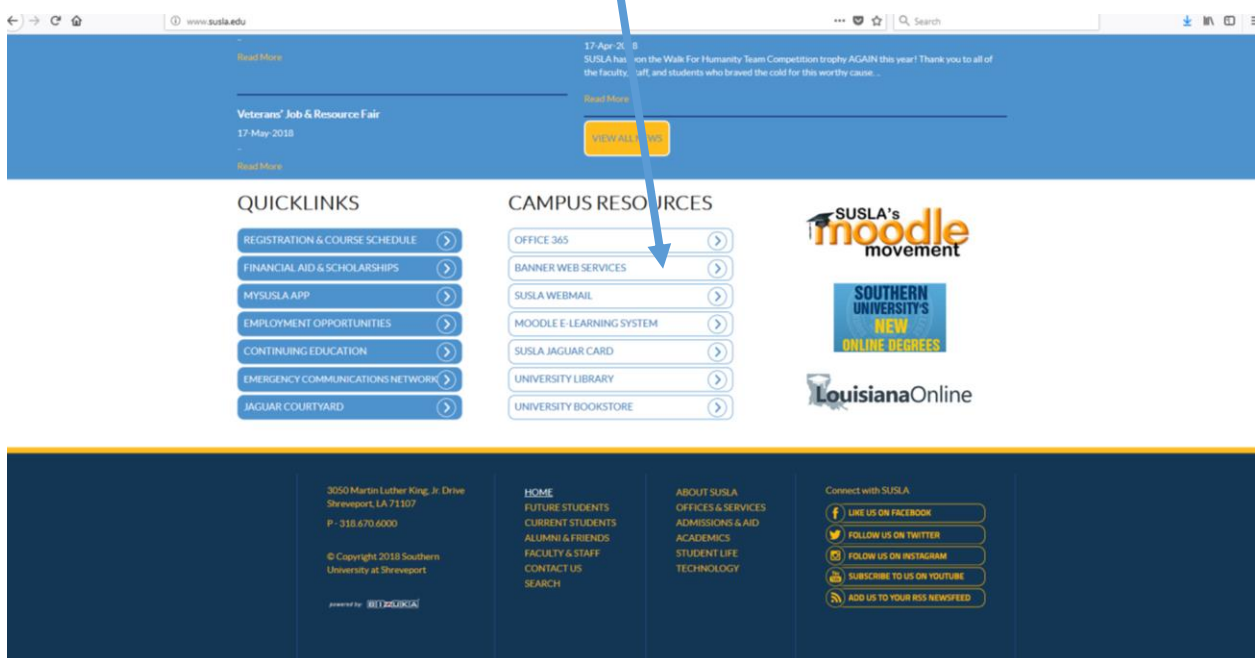 www.susla.edu
Search
-
Read More
Veterans' Job & Resource Fair
17-May-2018
-
Read More
SUSLA has on the Walk For Humanity Team Competition trophy AGAIN this year! Thank you to all of
the faculty, and students who braved the cold for this worthy cause. ..
Read More
VIEW ALL
QUICKLINKS
REGISTRATION & COURSE SCHEDULE
FINANCIAL AID & SCHOLARSHIPS
MYSUSLA APP
EMPLOYMENT OPPORTUNITIES
CONTINUING EDUCATION
EMERGENCY COMMUNICATIONS NETWORK
JAGUAR COURTYARD
CAMPUS RESOURCES
OFFICE 365
BANNER WEB SERVICES
SUSLA WEBMAIL
MOODLE E-LEARNING SYSTEM
SUSLA JAGUAR CARD
UNIVERSITY LIBRARY
UNIVERSITY BOOKSTORE
SUSLA's
moodle
movement
SOUTHERN
UNIVERSITY'S
NEW
ONLINE DEGREES
LouisianaOnline
3050 Martin Luther King, Jr. Drive
Shreveport, LA 71107
P - 318.670.6000
© Copyright 2018 Southern
University at Shreveport
powered by
HOME
FUTURE STUDENTS
CURRENT STUDENTS
ALUMNI & FRIENDS
FACULTY & STAFF
CONTACT US
SEARCH
ABOUT SUSLA
OFFICES & SERVICES
ADMISSIONS & AID
ACADEMICS
STUDENT LIFE
TECHNOLOGY
Connect with SUSLA
LIKE US ON FACEBOOK
FOLLOW US ON TWITTER
FOLOW US ON INSTAGRAM
SUBSCRIBE TO US ON YOUTUBE
ADD US TO YOUR RSS NEWSFEED